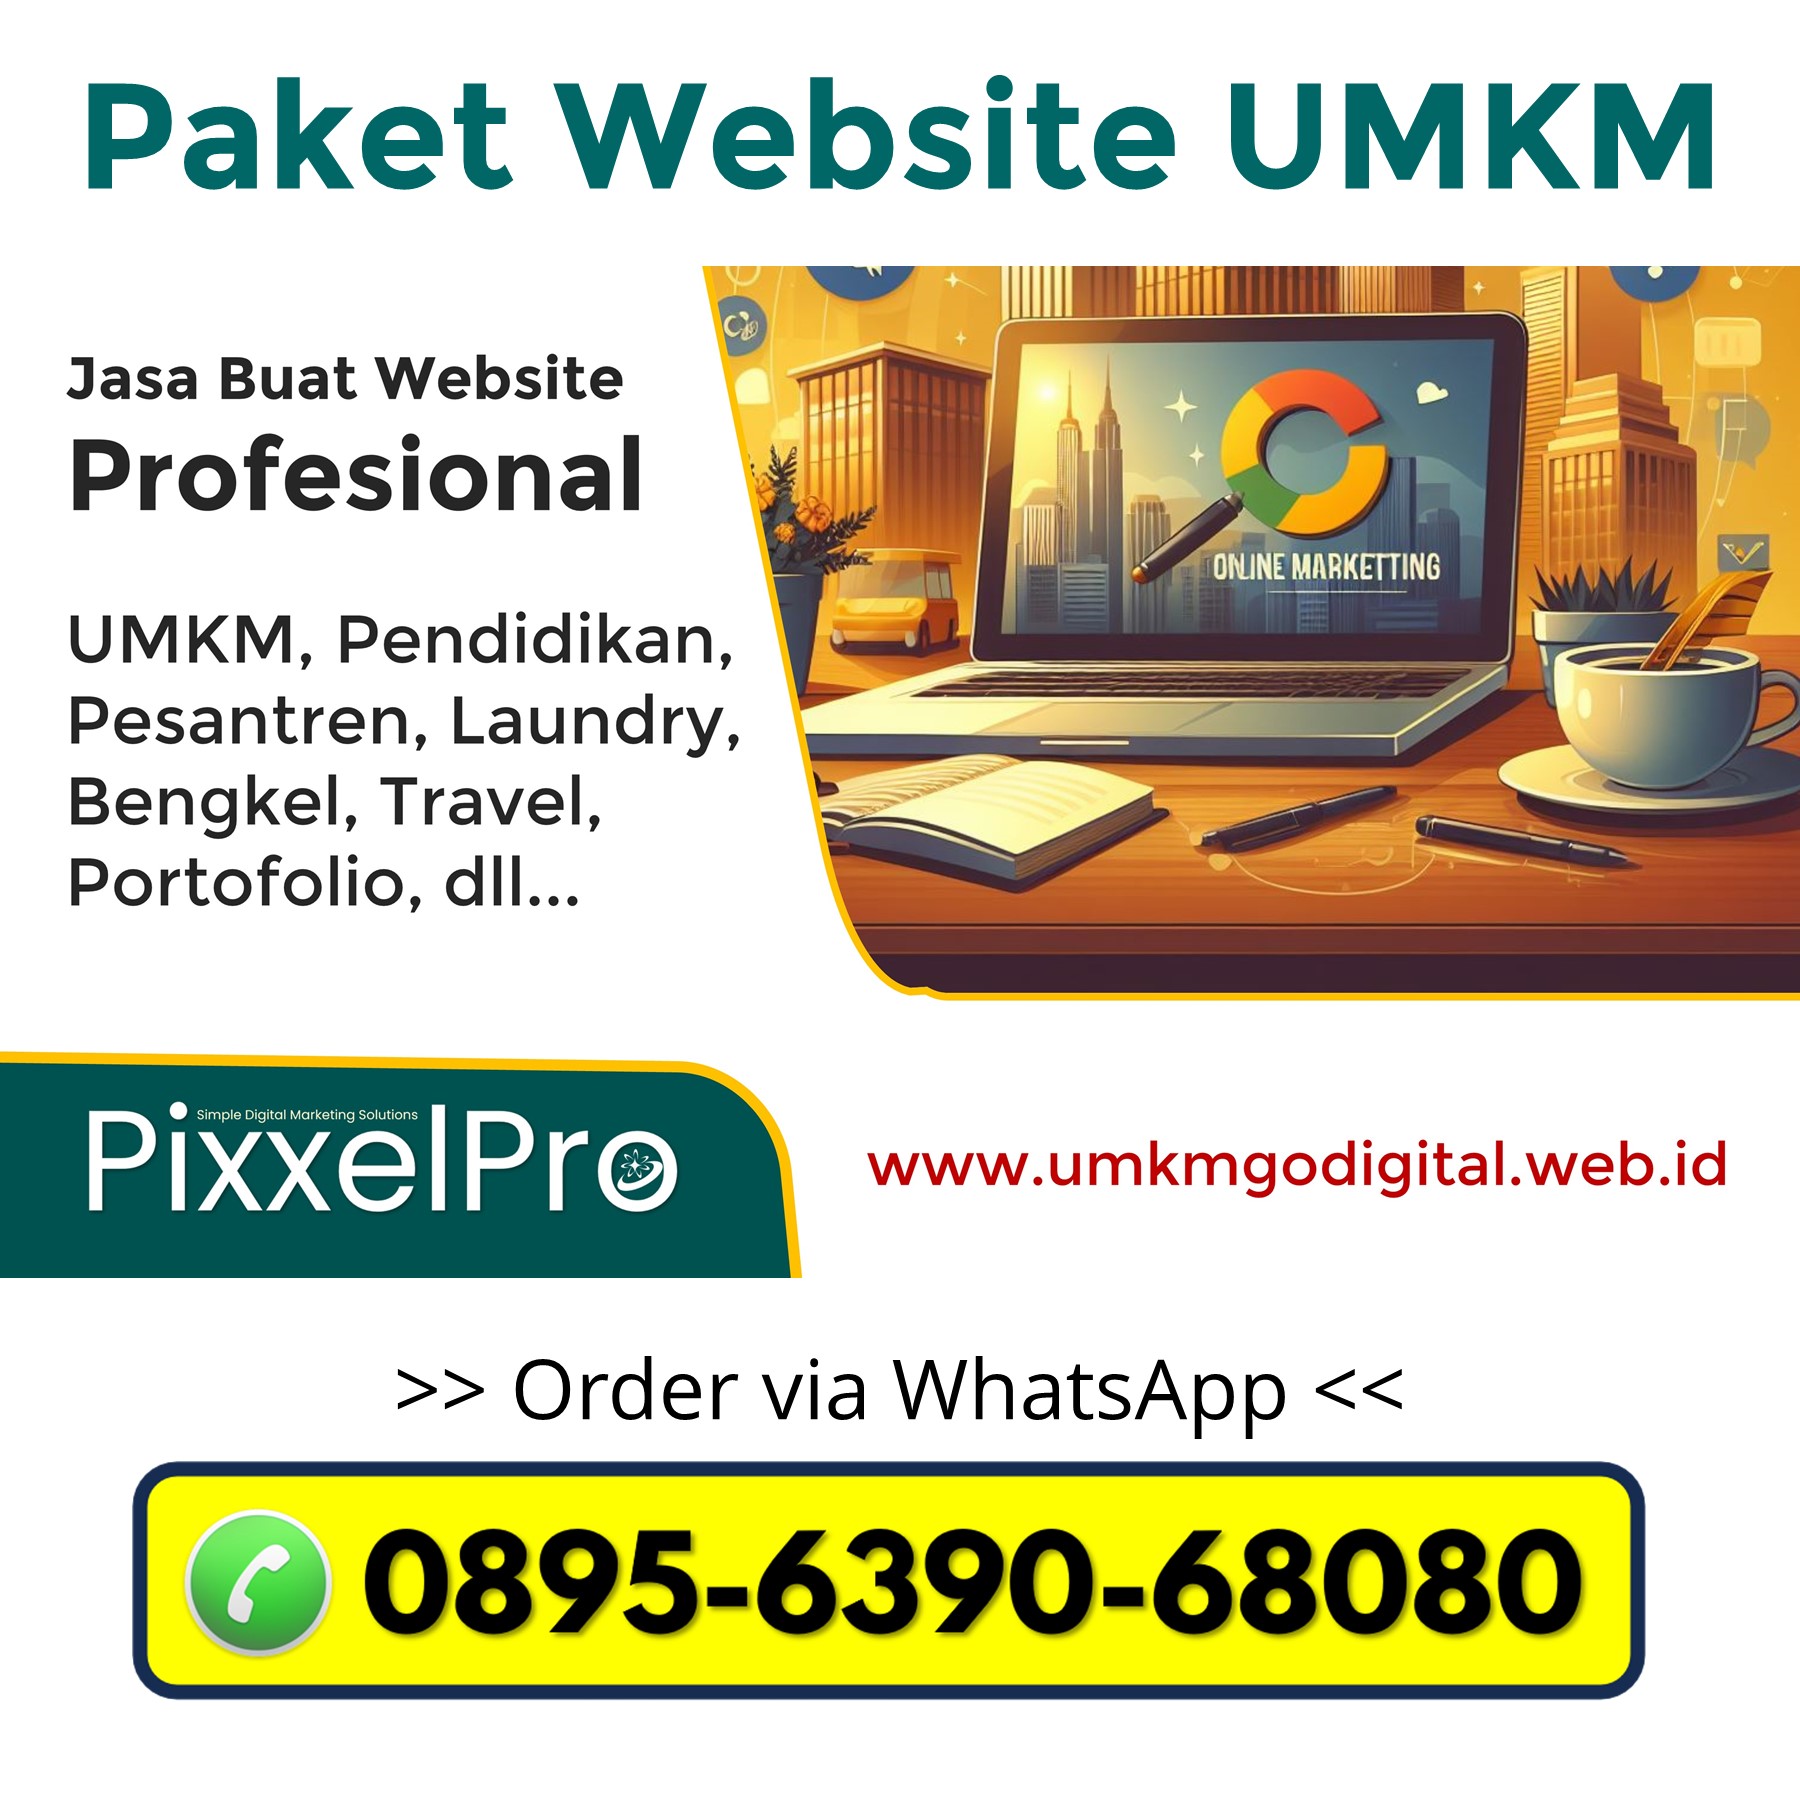 Paket Website UMKM
Jasa Buat Website
Profesional
UMKM, Pendidikan,
Pesantren, Laundry,
Bengkel, Travel,
Portofolio, dll...
ONLINE MARKETTING
Simple Digital Marketing Solutions
PixxelPro
www.umkmgodigital.web.id
>> Order via WhatsApp <<
0895-6390-68080